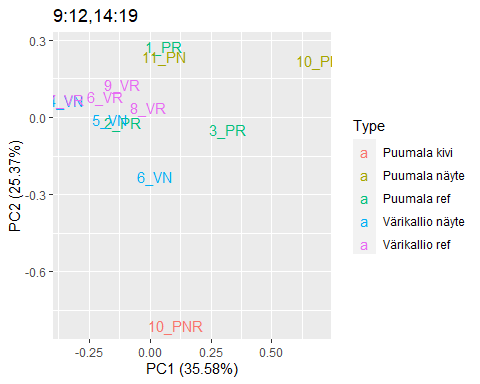 9:12,14:19
PC2 (25.37%)
0.3
0.0
-0.3
-0.6
1_PR
11_PN
10_P
9_VR
6_VR
_VR
8_VR
5_VN
2_PR
3_PR
6_VN
10_PNR
-0.25
0.00
0.25
0.50
PC1 (35.58%)
Type
a Puumala kivi
a Puumala näyte
a Puumala ref
a Värikallio näyte
a Värikallio ref